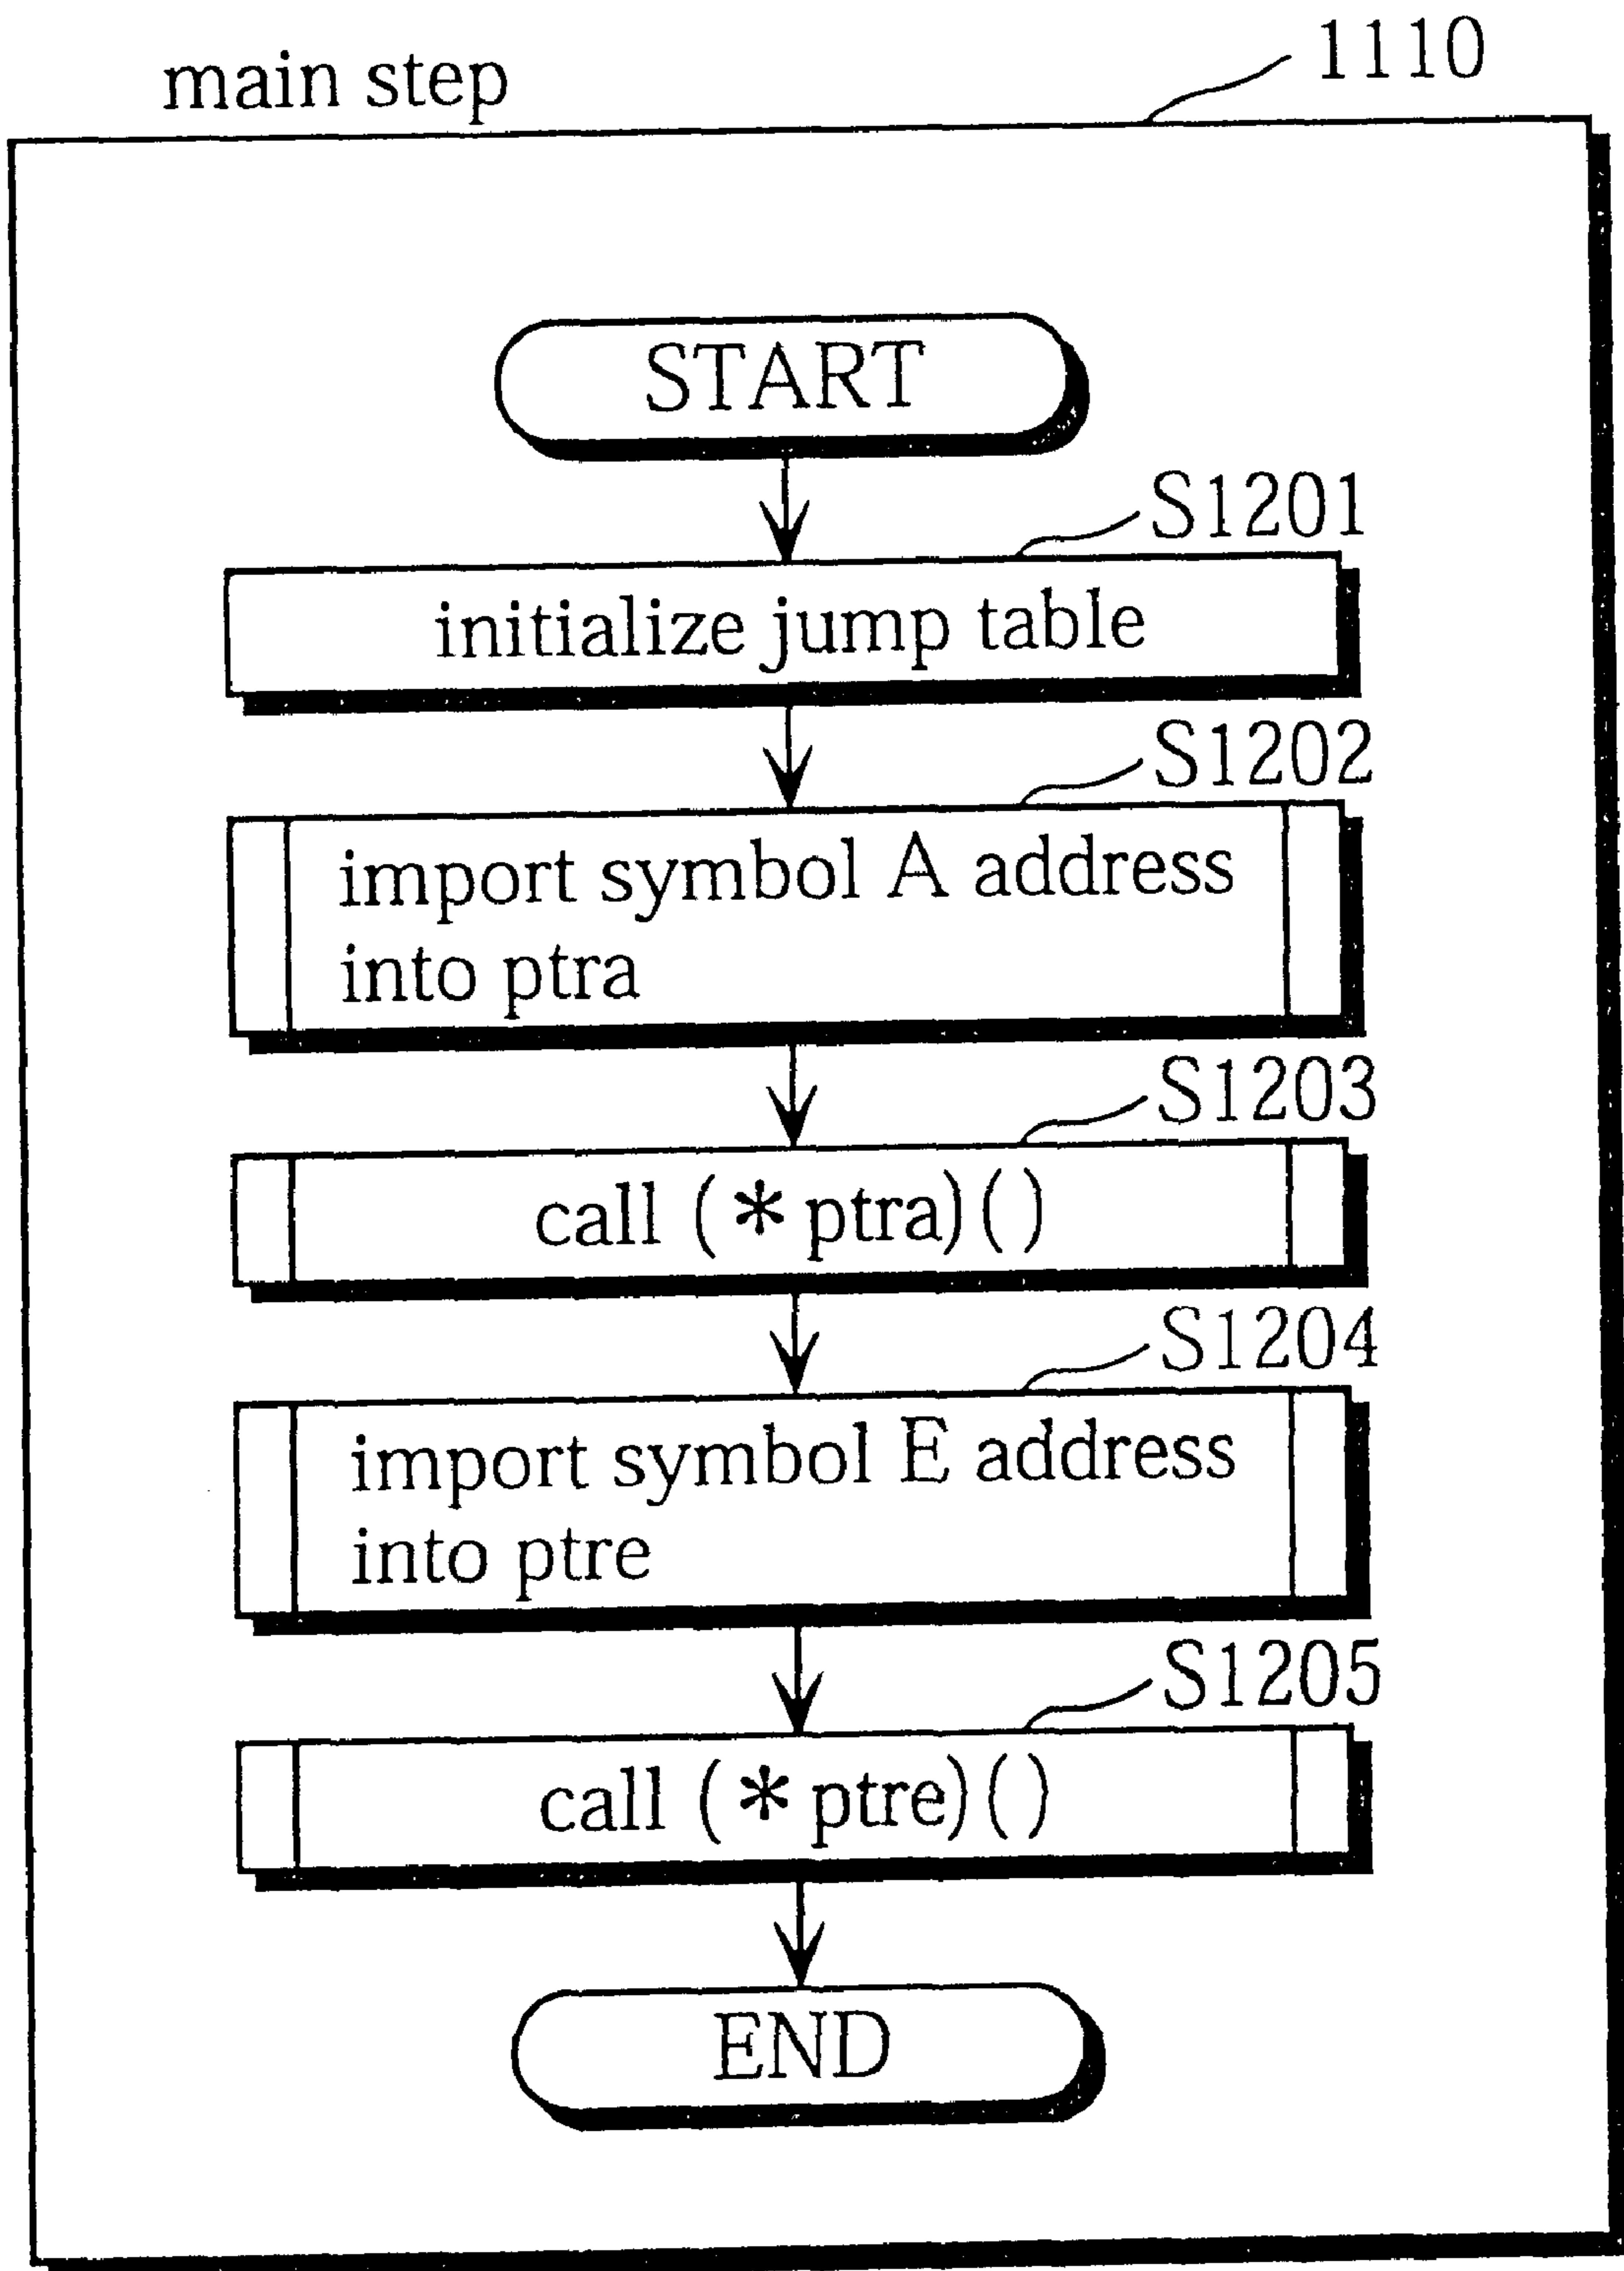 main step
1110
START
S1201
initialize jump table
S1202
import symbol A address
into ptra
S1203
call (* ptra)()
S1204
import symbol E address
into ptre
S1205
call (* ptre)()
END